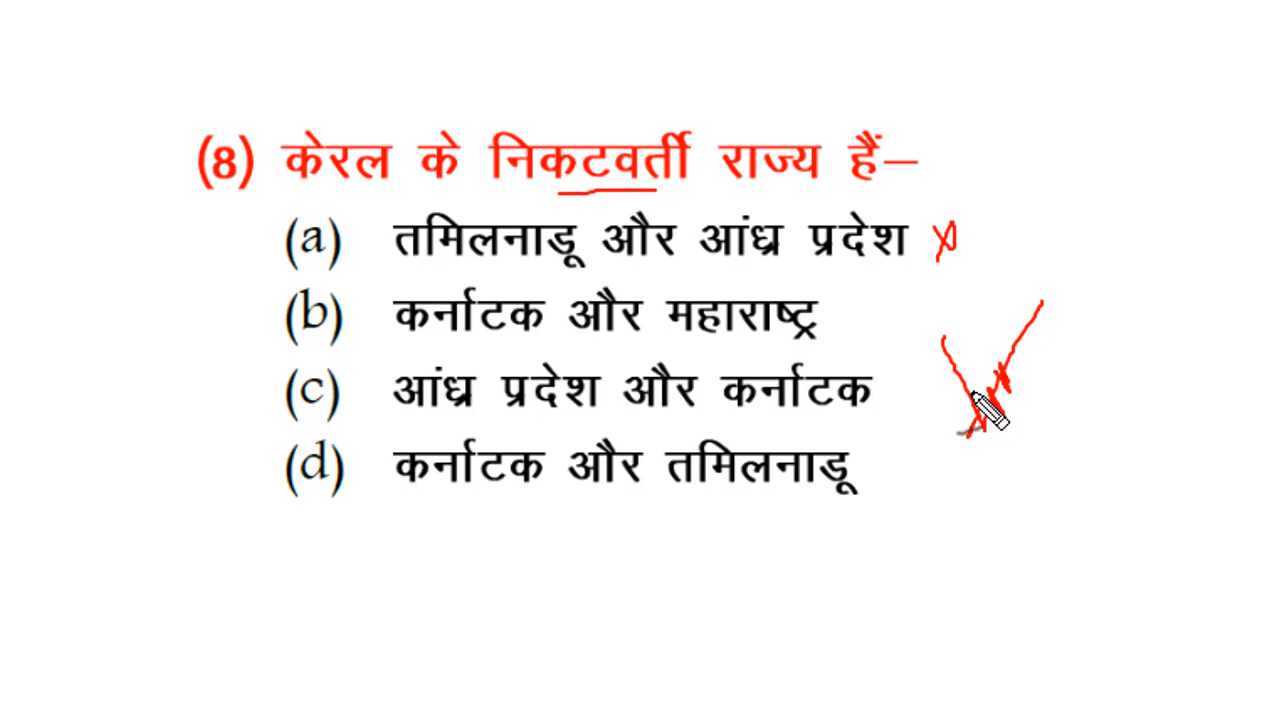 (8) केरल के निकटवर्ती राज्य हैं–
(a) तमिलनाडू और आंध्र प्रदेश
(b) कर्नाटक और महाराष्ट्र
(c) आंध्र प्रदेश और कर्नाटक
(d) कर्नाटक और तमिलनाडू